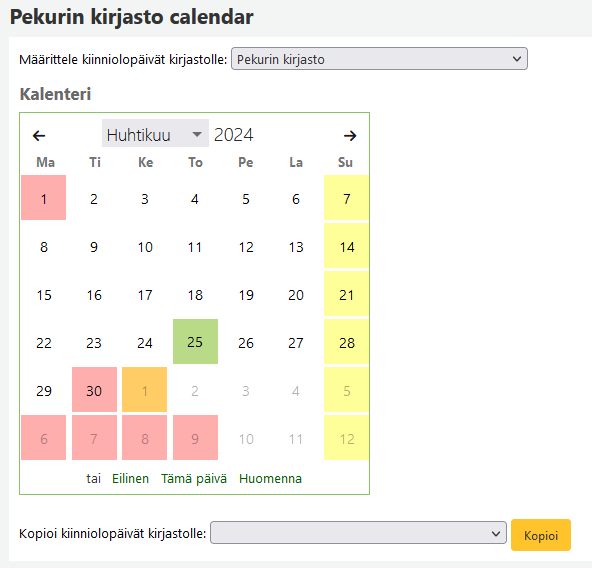 Pekurin kirjasto calendar
Määrittele kiinniolopäivät kirjastolle: Pekurin kirjasto
Kalenteri
Huhtikuu 2024
Ma Ti Ke To Pe La Su
1 2 3 4 5 6 7
8 9 10 11 12 13 14
15 16 17 18 19 20 21
22 23 24 25 26 27 28
29 30 1 2 3 4 5
6 7 8 9 10 11 12
tai Eilinen Tämä päivä Huomenna
Kopioi kiinniolopäivät kirjastolle: Kopioi